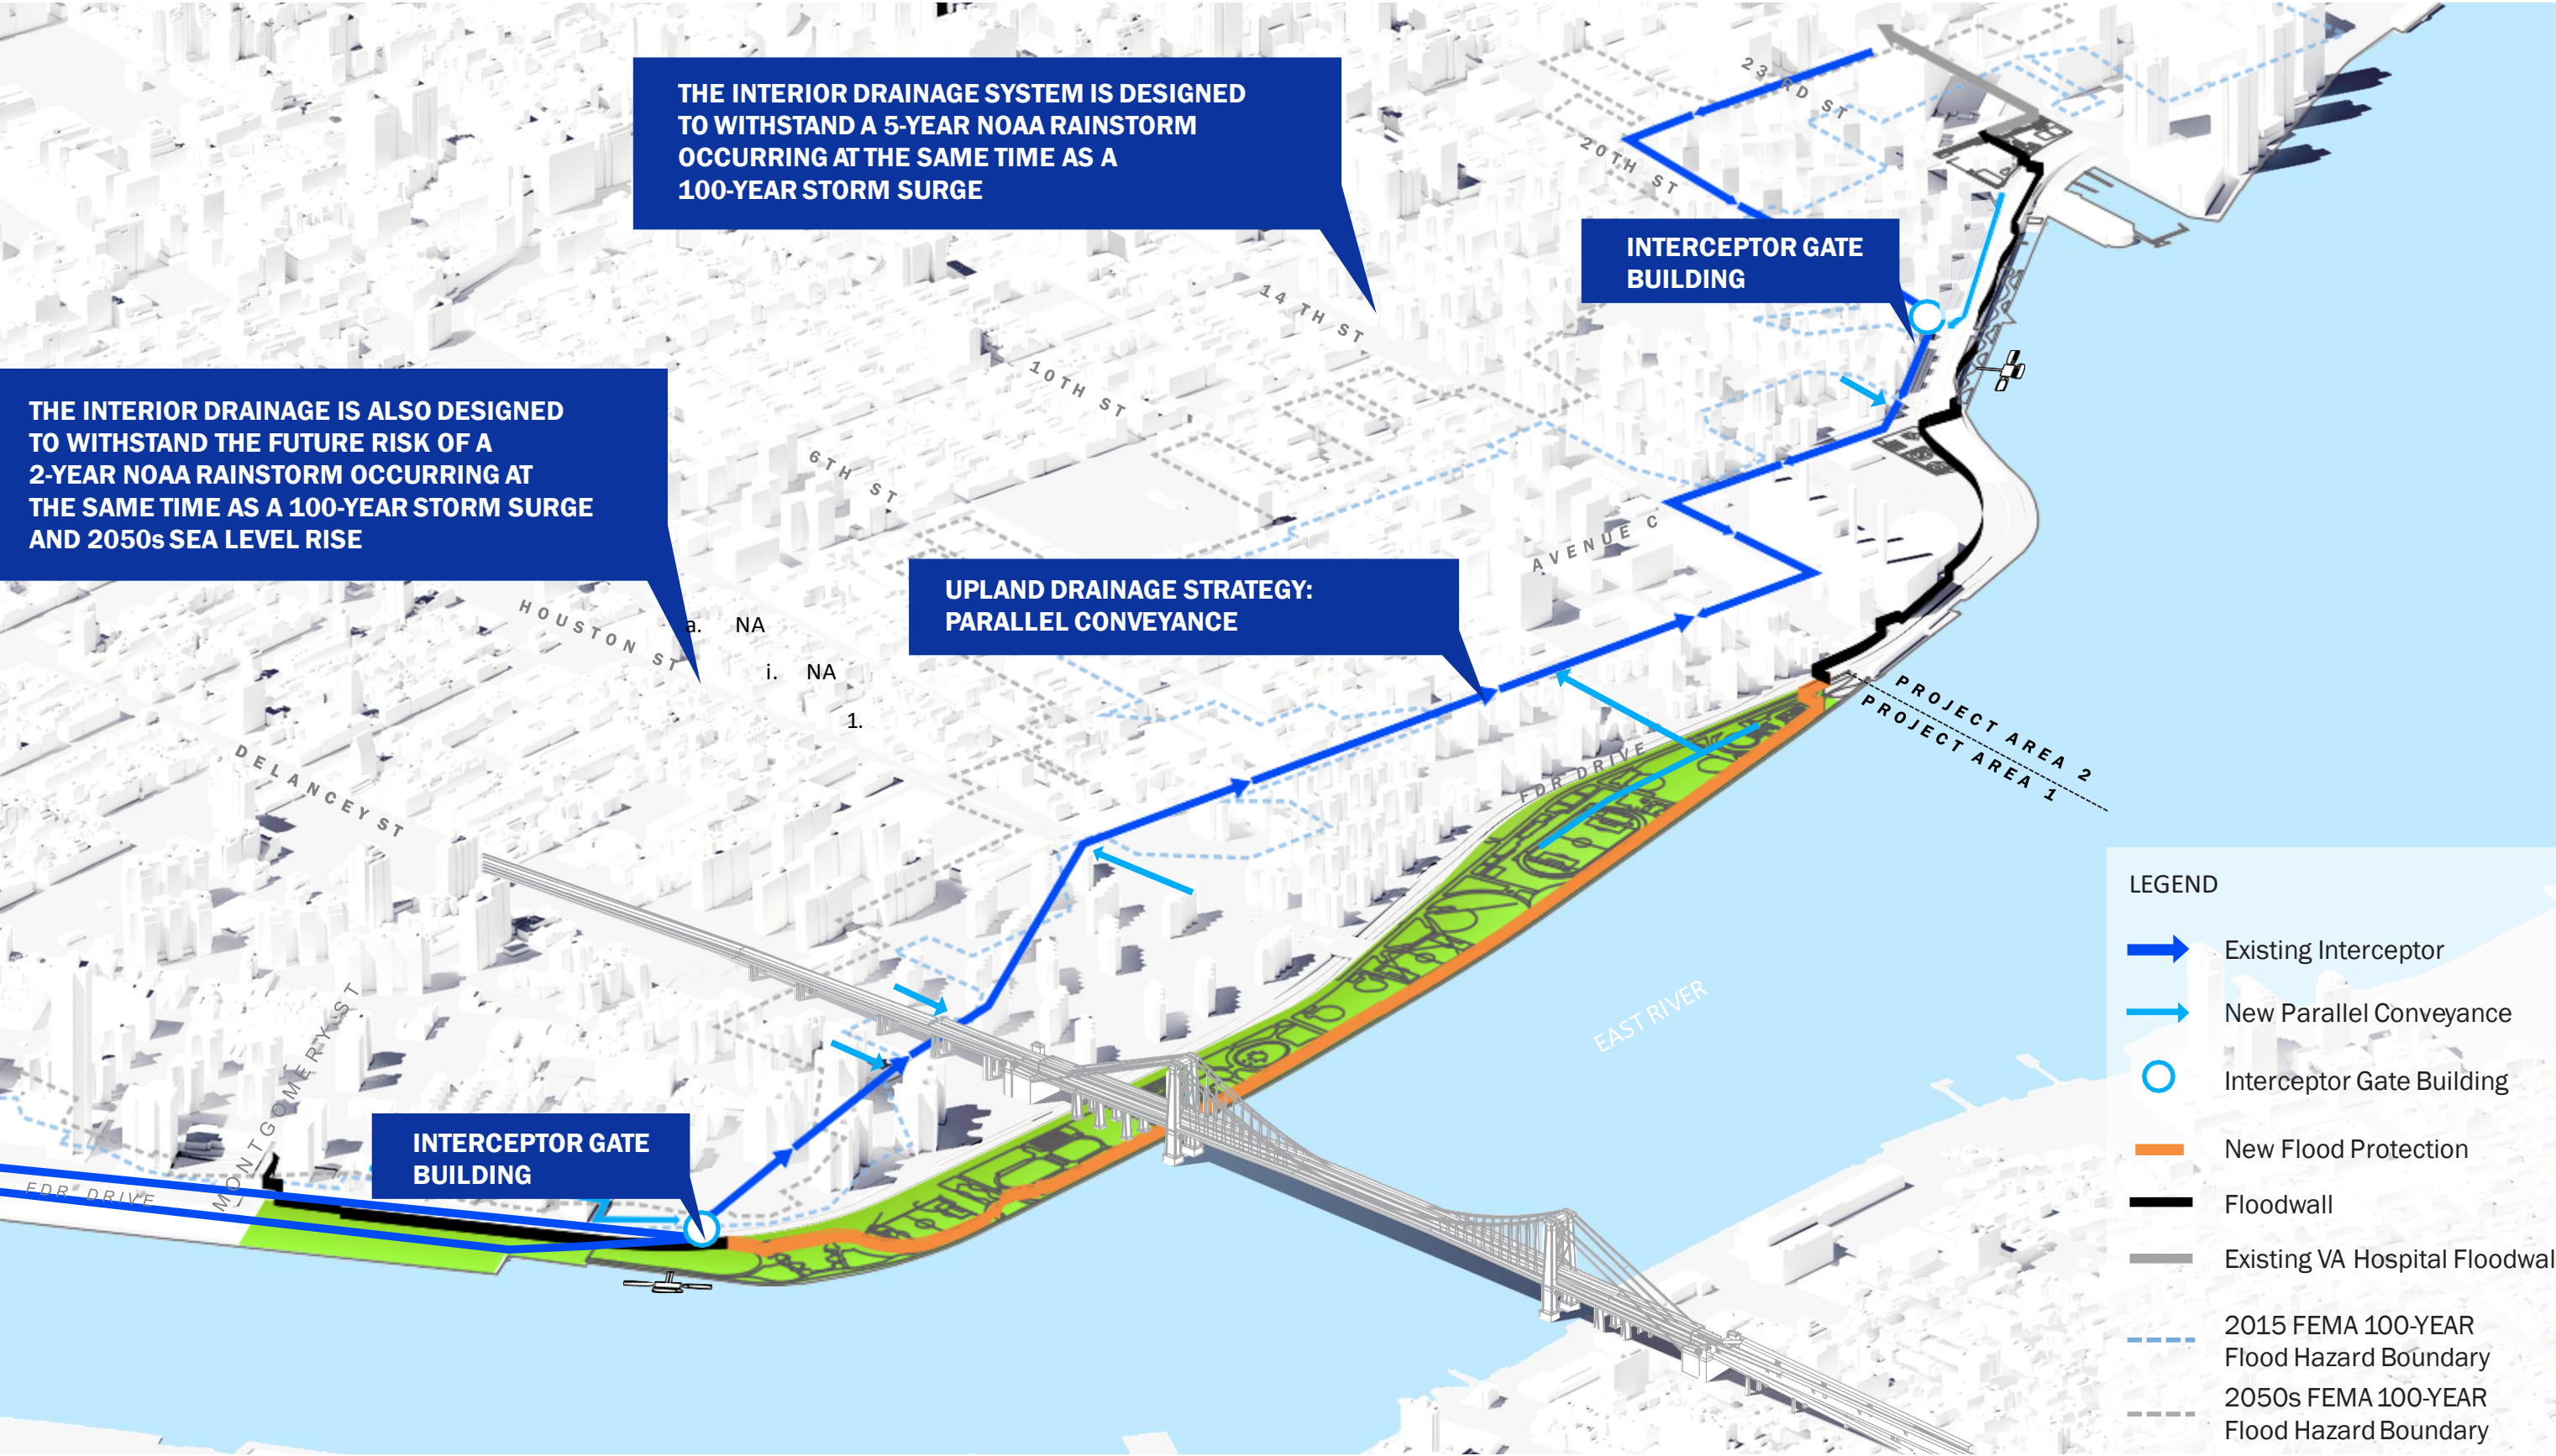 THE INTERIOR DRAINAGE SYSTEM IS DESIGNED
TO WITHSTAND A 5-YEAR NOAA RAINSTORM
OCCURRING AT THE SAME TIME AS A
100-YEAR STORM SURGE
23 RD ST
20TH ST
INTERCEPTOR GATE
BUILDING
14 TH ST
10TH ST
6TH ST
THE INTERIOR DRAINAGE IS ALSO DESIGNED
TO WITHSTAND THE FUTURE RISK OF A
2-YEAR NOAA RAINSTORM OCCURRING AT
THE SAME TIME AS A 100-YEAR STORM SURGE
AND 2050s SEA LEVEL RISE
AVENUE C
UPLAND DRAINAGE STRATEGY:
PARALLEL CONVEYANCE
HOUSTON ST
a. NA
i. NA
1.
PROJECT AREA 2
PROJECT AREA 1
DELANCEY ST
FDR DRIVE
EAST RIVER
MONTGOMERY ST
INTERCEPTOR GATE
BUILDING
FDR DRIVE
LEGEND
Existing Interceptor
New Parallel Conveyance
Interceptor Gate Building
New Flood Protection
Floodwall
Existing VA Hospital Floodwal
2015 FEMA 100-YEAR
Flood Hazard Boundary
2050s FEMA 100-YEAR
Flood Hazard Boundary